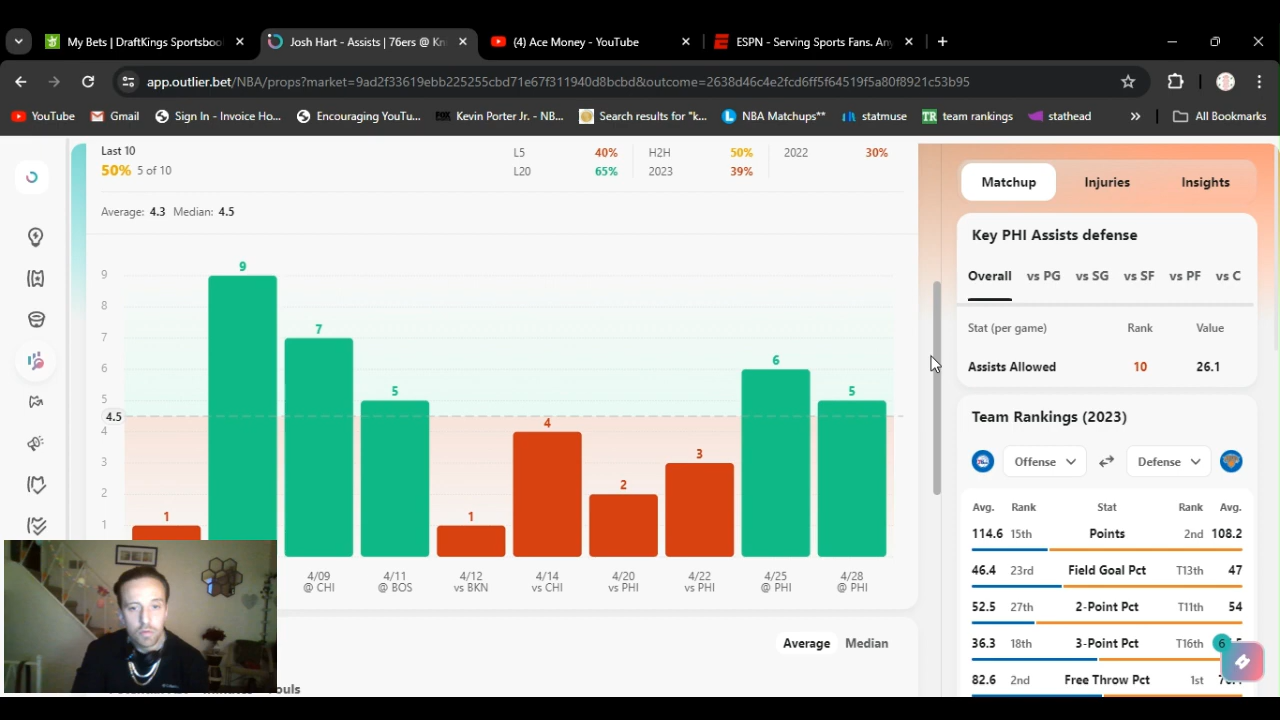 My Bets | DraftKings Sportsboo
Josh Hart - Assists | 76ers @ Kn
(4) Ace Money - YouTube
ESPN - Serving Sports Fans. An
app.outlier.bet/NBA/props?market=9ad2f33619ebb225255cbd71e67f311940d8bcbd&outcome=2638d46c4e2fcd6ff5f64519f5a80f8921c53b95
YouTube
Gmail
Sign In - Invoice Ho...
Encouraging YouTu...
Kevin Porter Jr. - NB...
Search results for "k...
NBA Matchups**
statmuse
team rankings
stathead
»
All Bookmarks
Last 10
50% 5 of 10
L5 40% H2H 50% 2022 30%
L20 65% 2023 39%
Average: 4.3 Median: 4.5
9
8
7
6
5
4.5
4
3
2
1
1
9
7
5
1
4
2
3
6
5
4/09 @ CHI
4/11 @ BOS
4/12 vs BKN
4/14 vs CHI
4/20 vs PHI
4/22 vs PHI
4/25 @ PHI
4/28 @ PHI
Average Median
Matchup Injuries Insights
Key PHI Assists defense
Overall vs PG vs SG vs SF vs PF vs C
Stat (per game) Rank Value
Assists Allowed 10 26.1
Team Rankings (2023)
Offense Defense
Avg. Rank Stat Rank Avg.
114.6 15th Points 2nd 108.2
46.4 23rd Field Goal Pct T13th 47
52.5 27th 2-Point Pct T11th 54
36.3 18th 3-Point Pct T16th
6
82.6 2nd Free Throw Pct 1st